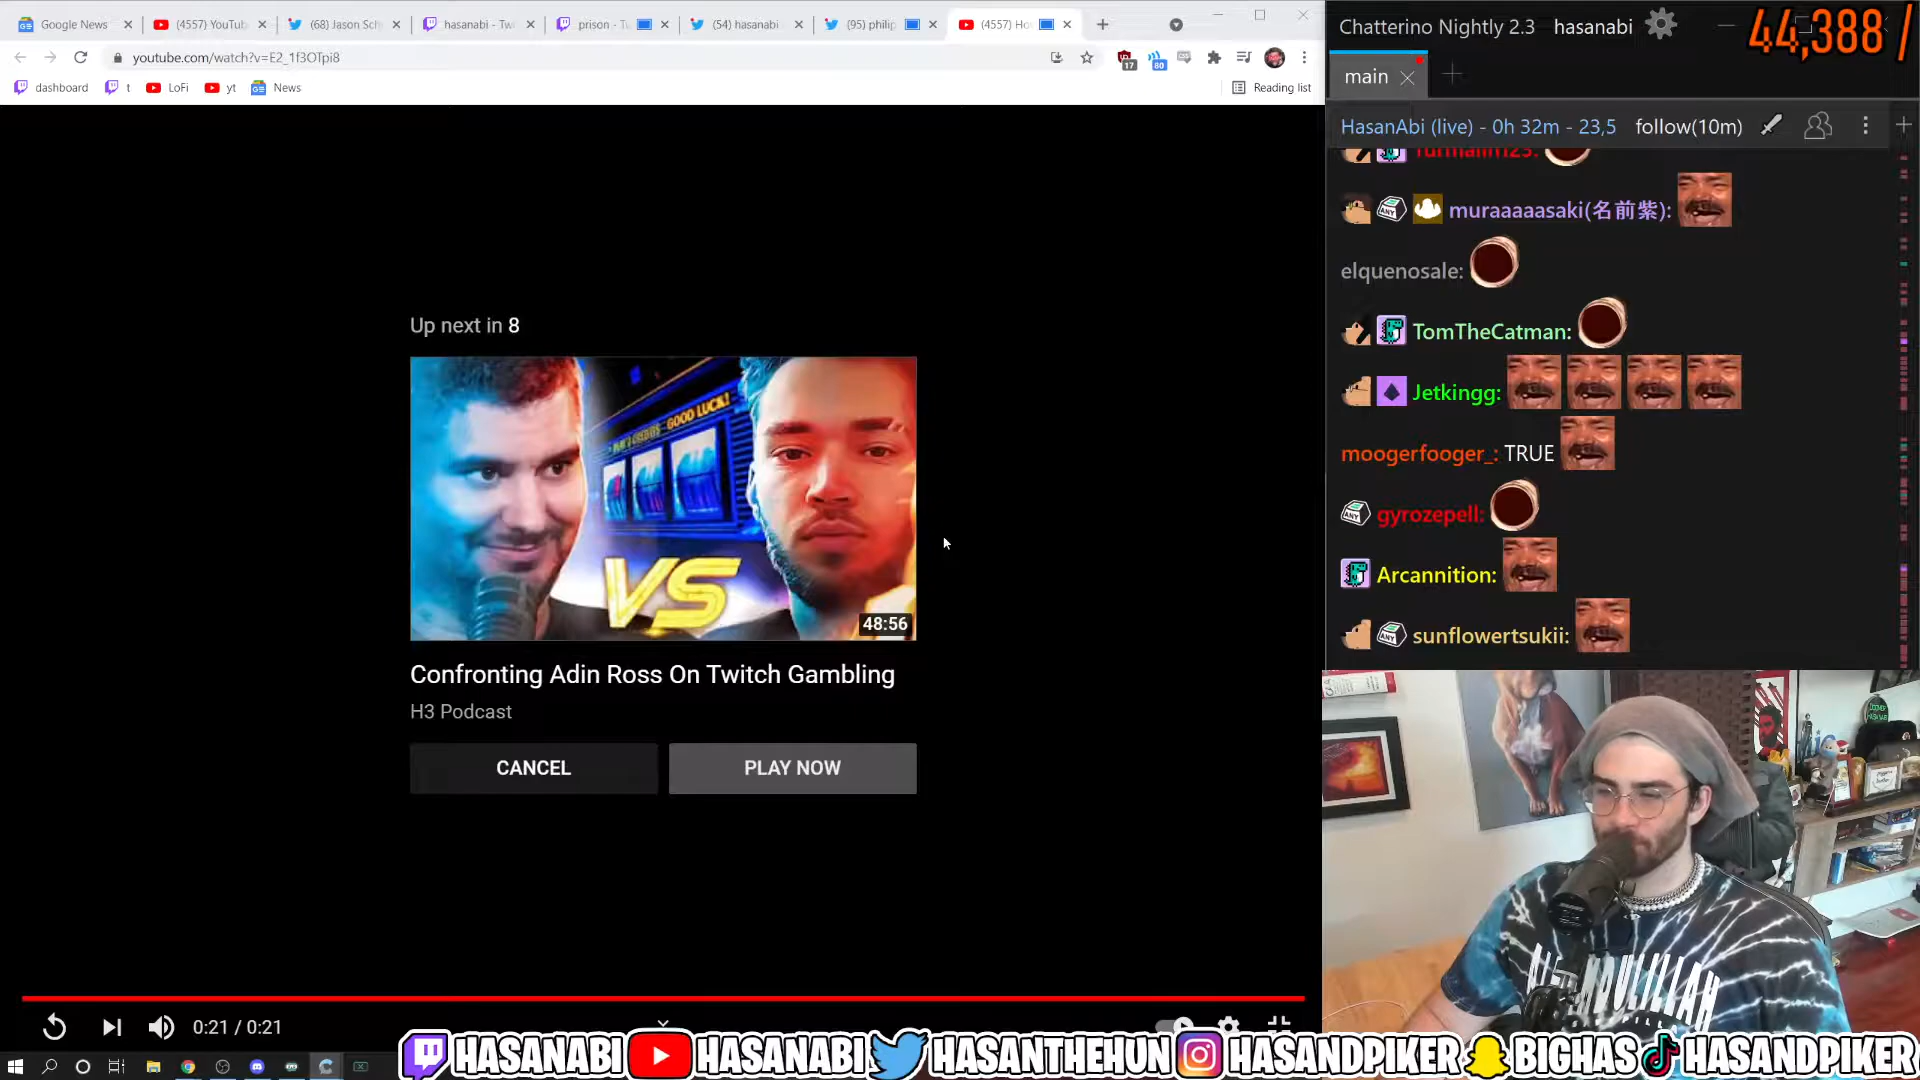 Google News
(4557) YouTub
(68) Jason Sch
hasanabi - Tw
prison - T
(54) hasanabi
(95) philip
(4557) Ho
youtube.com/watch?v=E2_1f3OTpi8
17
80
dashboard
t
LoFi
yt
News
Reading list
Up next in 8
PLAY NOW
GOOD LUCK!
VS
48:56
Confronting Adin Ross On Twitch Gambling
H3 Podcast
CANCEL
0:21 / 0:21
Chatterino Nightly 2.3
hasanabi
44,388 /
main
HasanAbi (live) - 0h 32m - 23,5
follow(10m)
muraaaaasaki(名前紫):
elquenosale:
TomTheCatman:
Jetkingg:
moogerfooger_: TRUE
gyrozepell:
Arcannition:
sunflowertsukii:
HASANABI
HASANABI
HASANTHEHUN
HASANDPIKER
BIGHAS
HASANDPIKER